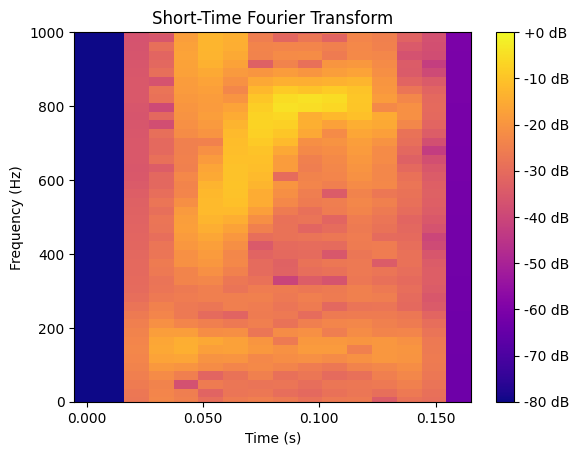 Short-Time Fourier Transform
1000
800
600
400
200
0
Frequency (Hz)
0.000
0.050
0.100
0.150
Time (s)
+0 dB
-10 dB
-20 dB
-30 dB
-40 dB
-50 dB
-60 dB
-70 dB
-80 dB